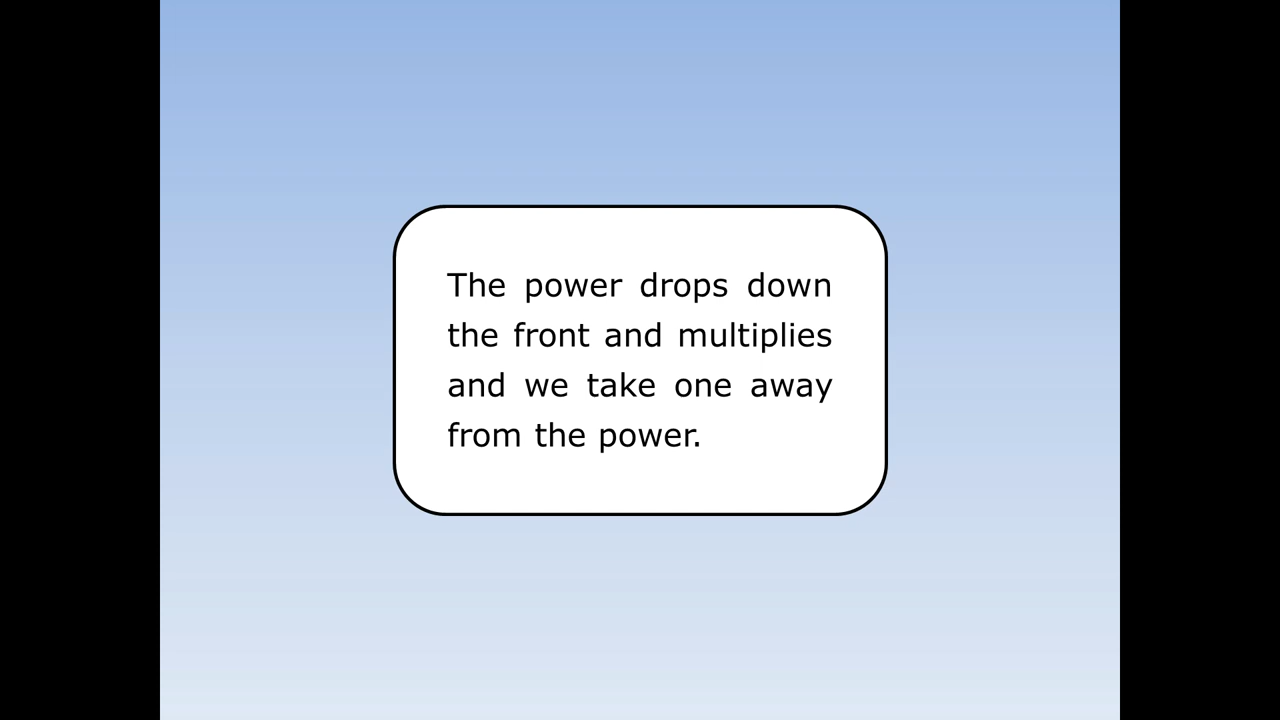 The power drops down
the front and multiplies
and we take one away
from the power.